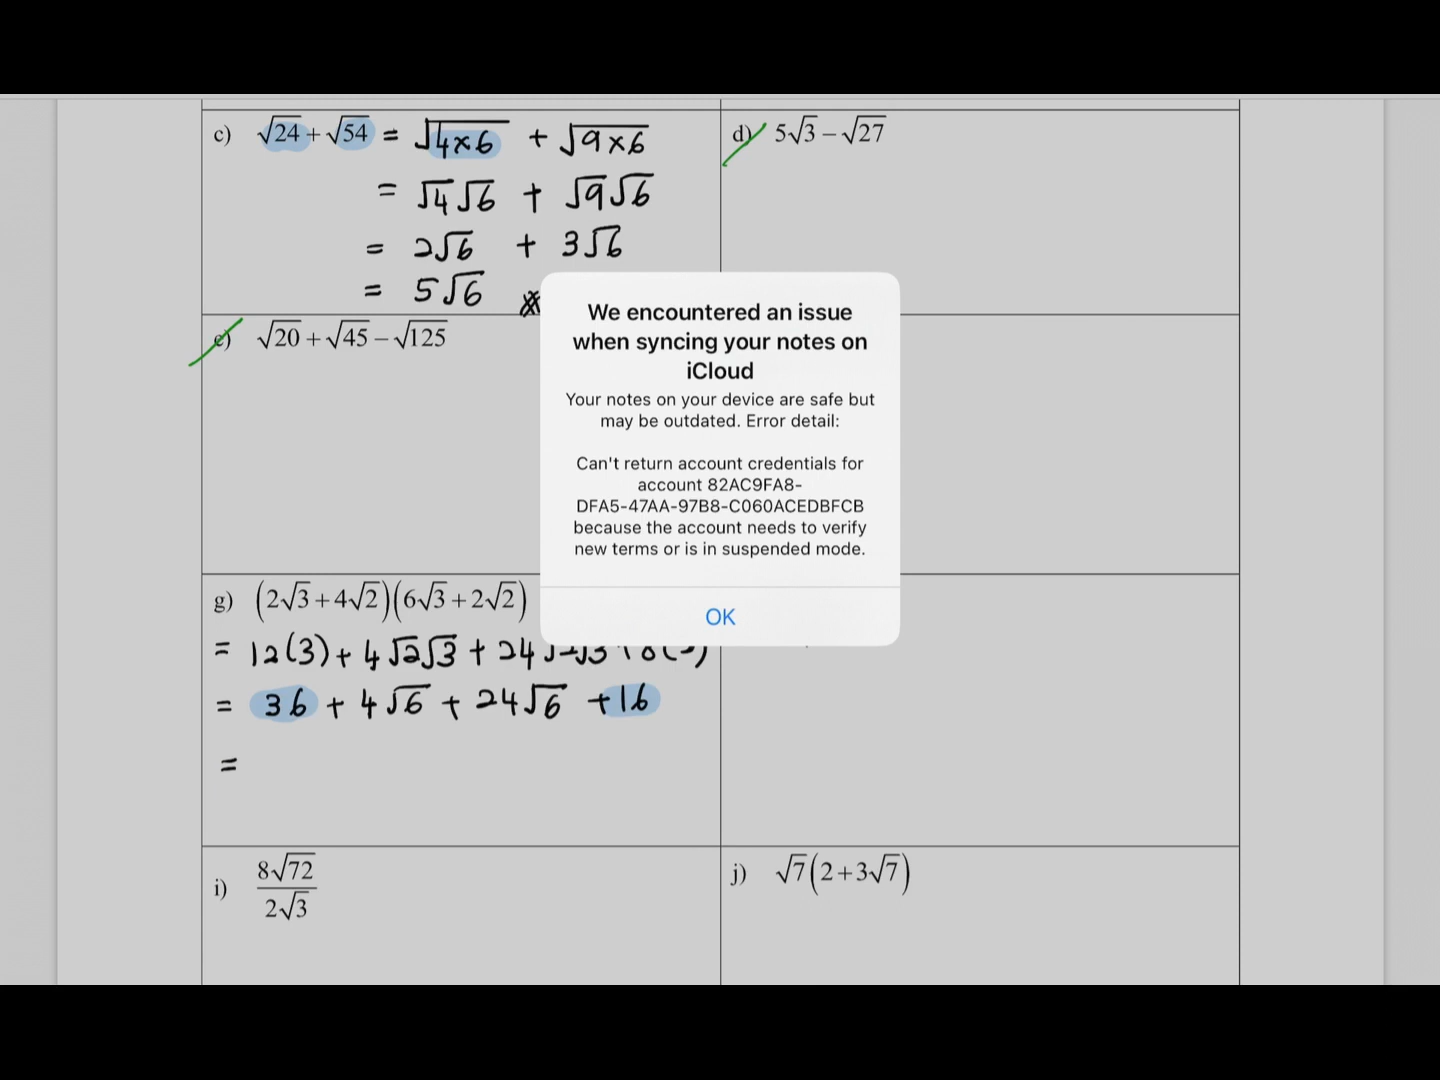 c) √24 + √54 = √4×6 + √9×6
= √4√6 + √9√6
= 2√6 + 3√6
= 5√6
d) 5√3 – √27
e) √20 + √45 – √125
We encountered an issue
when syncing your notes on
iCloud
Your notes on your device are safe but
may be outdated. Error detail:
Can't return account credentials for
account 82AC9FA8-
DFA5-47AA-97B8-C060ACEDBFCB
because the account needs to verify
new terms or is in suspended mode.
OK
g) (2√3 + 4√2)(6√3 + 2√2)
= 12(3) + 4√2√3 + 24
= 36 + 4√6 + 24√6 + 16
=
i) 8√72
2√3
j) √7(2 + 3√7)